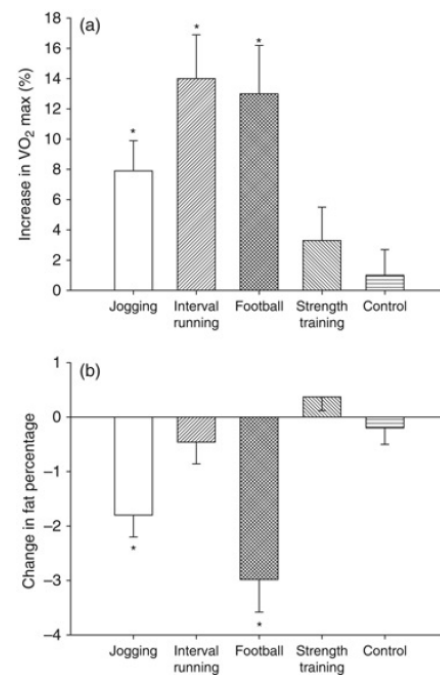 (a)
Increase in VO2 max (%)
18
16
14
12
10
8
6
4
2
0
*
*
*
Jogging
Interval
running
Football
Strength
training
Control
(b)
Change in fat percentage
1
0
–1
–2
–3
–4
*
*
Jogging
Interval
running
Football
Strength
training
Control